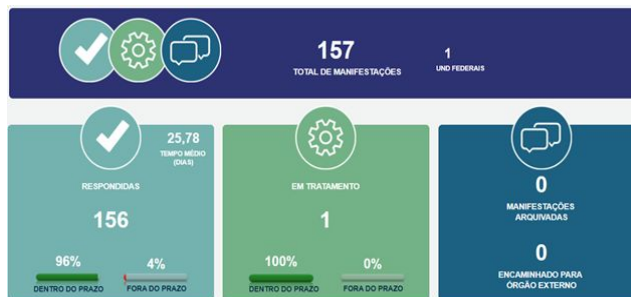 157
TOTAL DE MANIFESTAÇÕES
1
UND FEDERAIS
25,78
TEMPO MÉDIO
(DIAS)
RESPONDIDAS
156
96%
DENTRO DO PRAZO
4%
FORA DO PRAZO
EM TRATAMENTO
1
100%
DENTRO DO PRAZO
0%
FORA DO PRAZO
0
MANIFESTAÇÕES
ARQUIVADAS
0
ENCAMINHADO PARA
ÓRGÃO EXTERNO